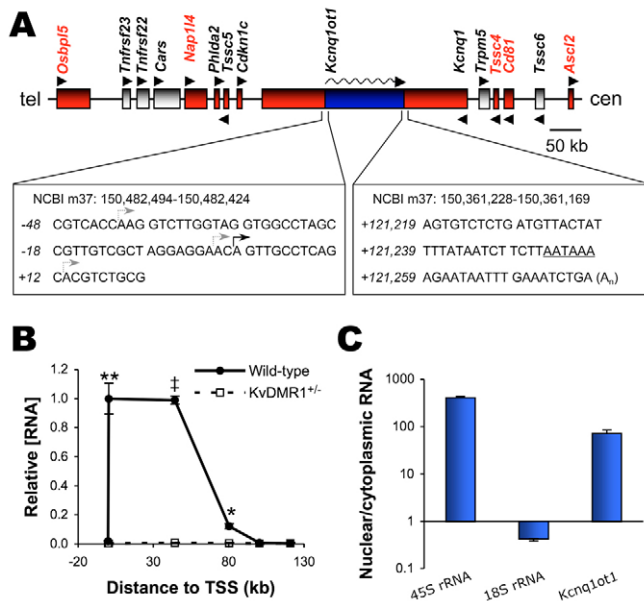 A
Osbpl5 Tnfrsf23 Tnfrsf22 Cars Nap1l4 Phlda2 Tssc5 Cdkn1c Kcnq1ot1 Kcnq1 Trpm5 Tssc4 Cd81 Tssc6 Ascl2
tel cen
50 kb
NCBI m37: 150,482,494-150,482,424
-48 CGTCACCAAG GTCTTGGTAG GTGGCCTAGC
-18 CGTTGTCGCT AGGAGGAACA GTTGCCTCAG
+12 CACGTCTGCG
NCBI m37: 150,361,228-150,361,169
+121,219 AGTGTCTCTG ATGTTACTAT
+121,239 TTTATAATCT TCTTAATAAA
+121,259 AGAATAATTT GAAATCTGA (An)
B
Relative [RNA]
1.2
1.0
0.8
0.6
0.4
0.2
0.0
** ‡ *
Wild-type
KvDMR1+/-
-20 30 80 130
Distance to TSS (kb)
C
Nuclear/cytoplasmic RNA
1000
100
10
1
0.1
45S rRNA 18S rRNA Kcnq1ot1